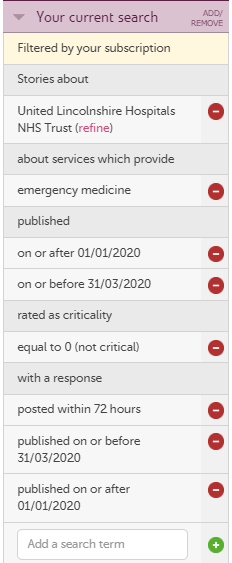 Your current search
ADD/
REMOVE
Filtered by your subscription
Stories about
United Lincolnshire Hospitals
NHS Trust (refine)
about services which provide
emergency medicine
published
on or after 01/01/2020
on or before 31/03/2020
rated as criticality
equal to 0 (not critical)
with a response
posted within 72 hours
published on or before
31/03/2020
published on or after
01/01/2020
Add a search term